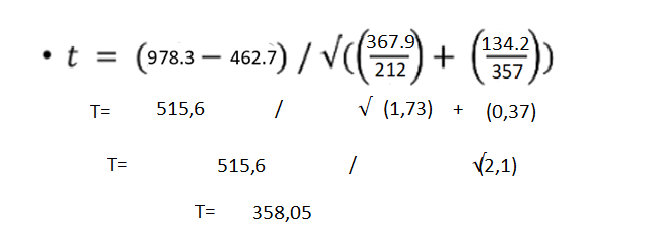 • t = (978.3 − 462.7) / √((367.9/212) + (134.2/357))
T= 515,6 / √ (1,73) + (0,37)
T= 515,6 / √2,1)
T= 358,05